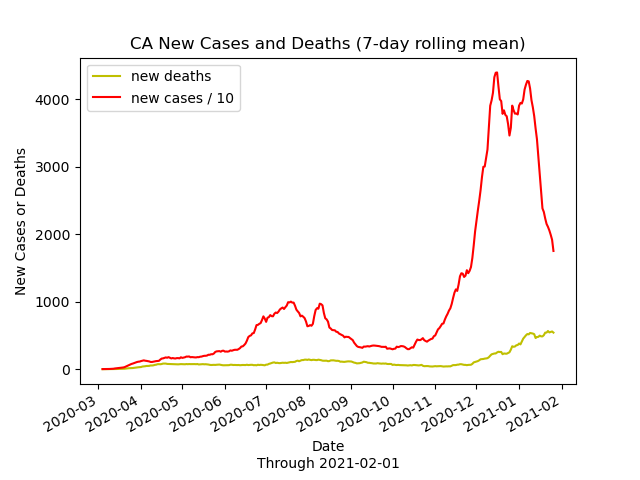 CA New Cases and Deaths (7-day rolling mean)
new deaths
new cases / 10
4000
3000
2000
1000
0
New Cases or Deaths
2020-03
2020-04
2020-05
2020-06
2020-07
2020-08
2020-09
2020-10
2020-11
2020-12
2021-01
2021-02
Date
Through 2021-02-01